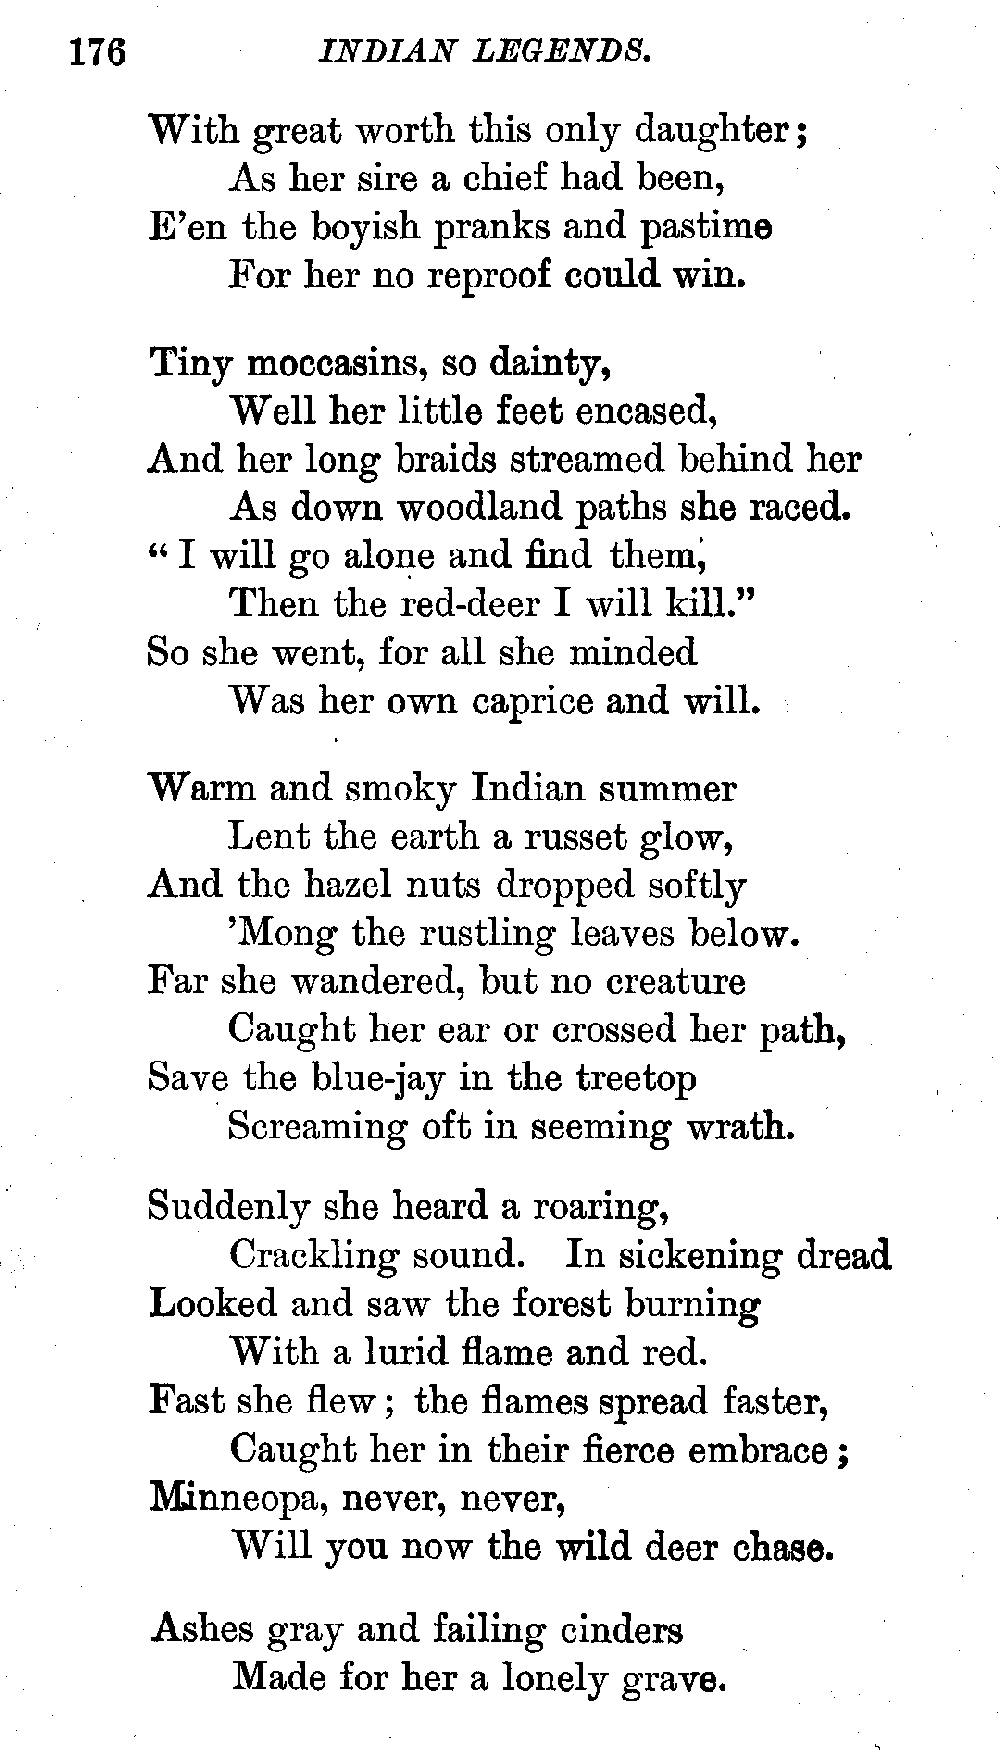 176 INDIAN LEGENDS.
With great worth this only daughter;
As her sire a chief had been,
E'en the boyish pranks and pastime
For her no reproof could win.
Tiny moccasins, so dainty,
Well her little feet encased,
And her long braids streamed behind her
As down woodland paths she raced.
“ I will go alone and find them,
Then the red-deer I will kill.”
So she went, for all she minded
Was her own caprice and will.
Warm and smoky Indian summer
Lent the earth a russet glow,
And the hazel nuts dropped softly
'Mong the rustling leaves below.
Far she wandered, but no creature
Caught her ear or crossed her path,
Save the blue-jay in the treetop
Screaming oft in seeming wrath.
Suddenly she heard a roaring,
Crackling sound. In sickening dread
Looked and saw the forest burning
With a lurid flame and red.
Fast she flew; the flames spread faster,
Caught her in their fierce embrace;
Minneopa, never, never,
Will you now the wild deer chase.
Ashes gray and failing cinders
Made for her a lonely grave.